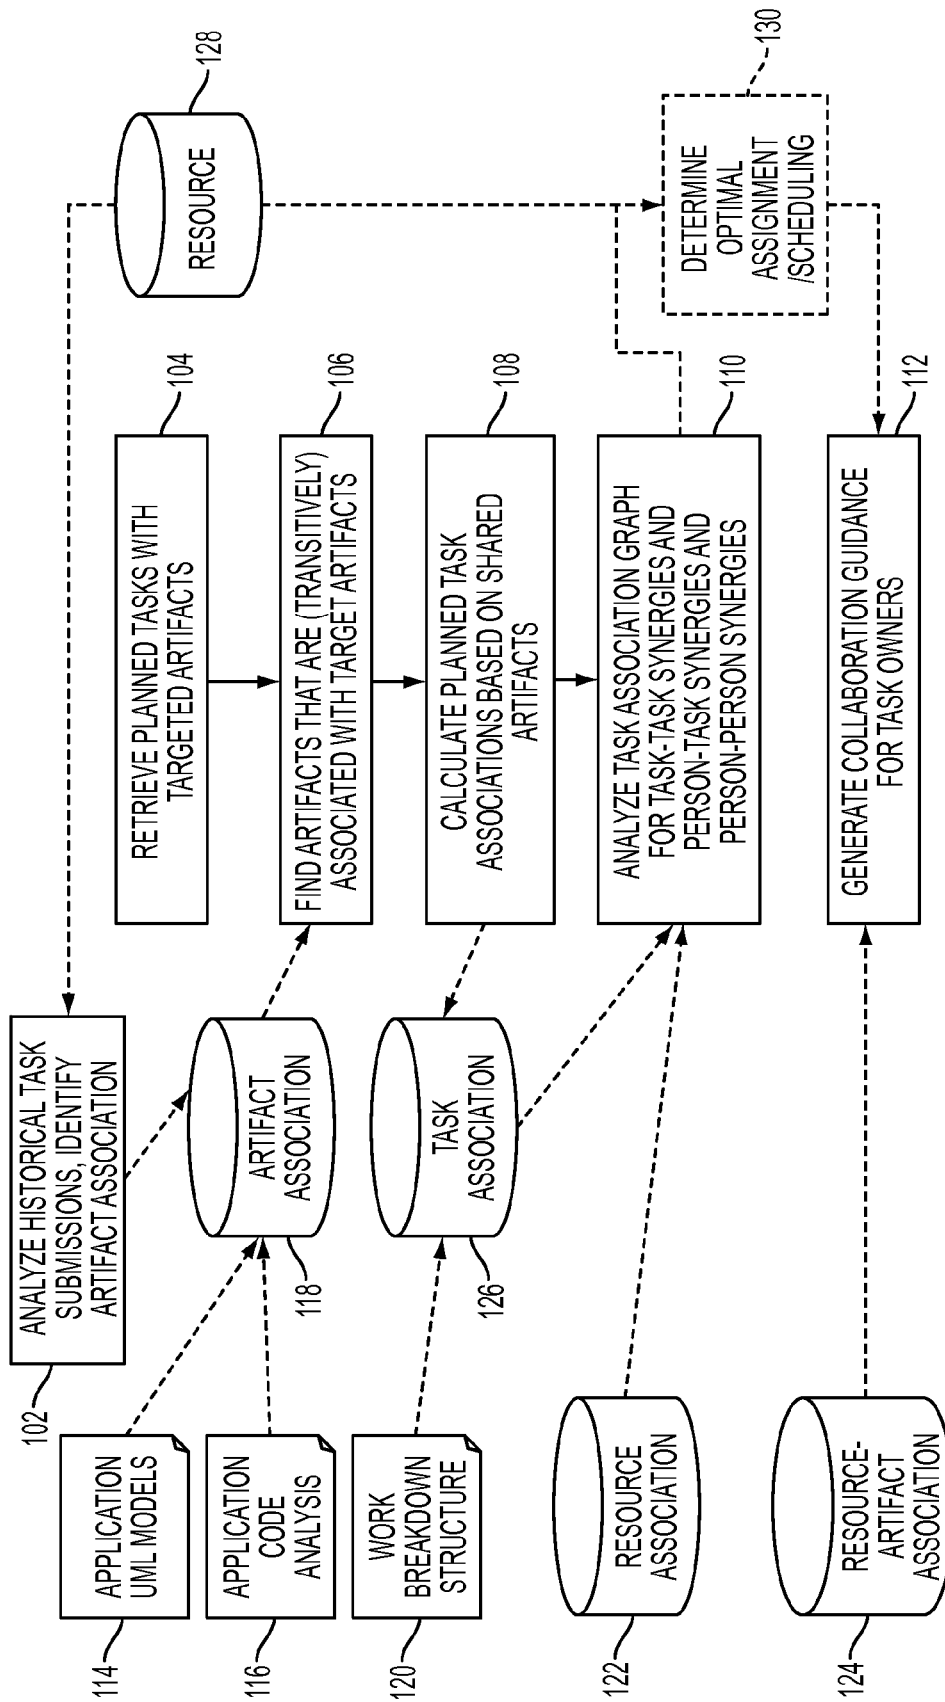 102
ANALYZE HISTORICAL TASK
SUBMISSIONS, IDENTIFY
ARTIFACT ASSOCIATION
RESOURCE
128
114
APPLICATION
UML MODELS
116
APPLICATION
CODE
ANALYSIS
ARTIFACT
ASSOCIATION
118
RETRIEVE PLANNED TASKS WITH
TARGETED ARTIFACTS
104
FIND ARTIFACTS THAT ARE (TRANSITIVELY)
ASSOCIATED WITH TARGET ARTIFACTS
106
120
WORK
BREAKDOWN
STRUCTURE
TASK
ASSOCIATION
126
CALCULATE PLANNED TASK
ASSOCIATIONS BASED ON SHARED
ARTIFACTS
108
122
RESOURCE
ASSOCIATION
ANALYZE TASK ASSOCIATION GRAPH
FOR TASK-TASK SYNERGIES AND
PERSON-TASK SYNERGIES AND
PERSON-PERSON SYNERGIES
110
DETERMINE
OPTIMAL
ASSIGNMENT
/SCHEDULING
130
124
RESOURCE-
ARTIFACT
ASSOCIATION
GENERATE COLLABORATION GUIDANCE
FOR TASK OWNERS
112